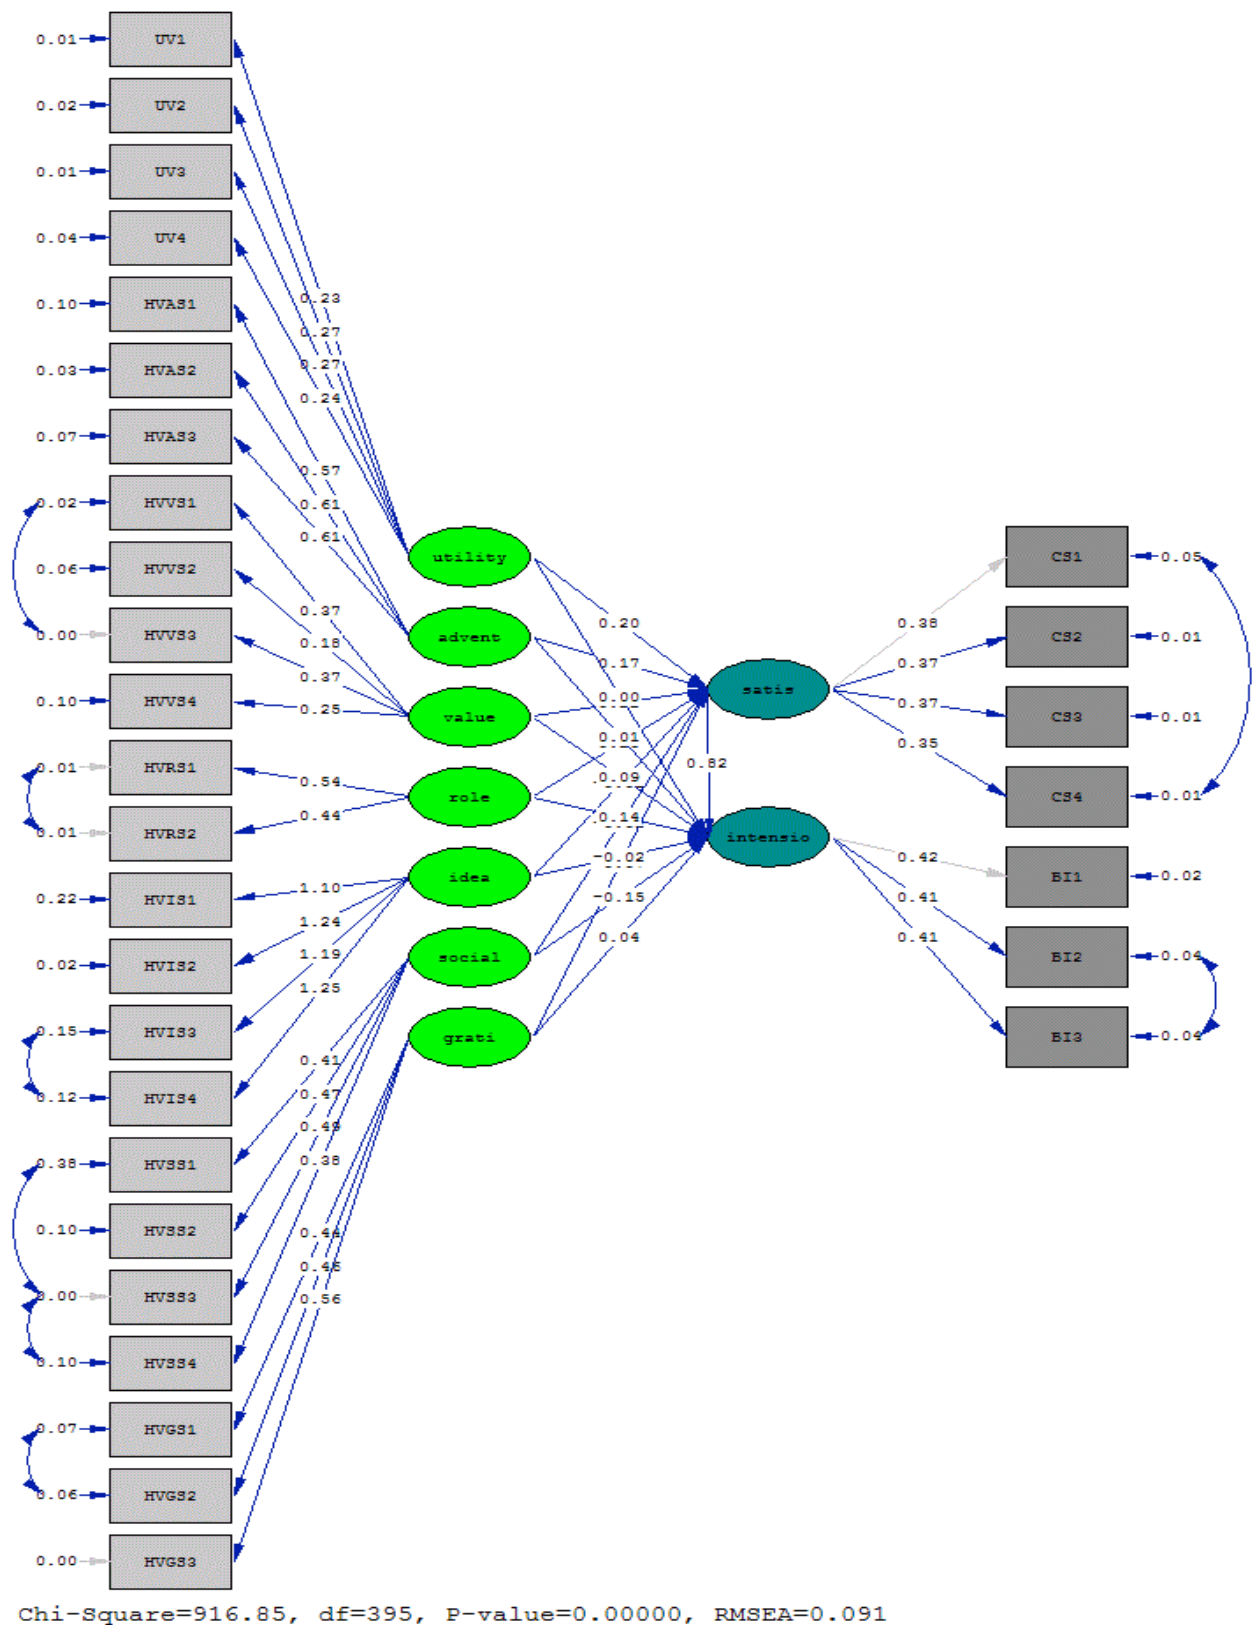 0.01 UV1
0.02 UV2
0.01 UV3
0.04 UV4
0.10 HVAS1
0.03 HVAS2
0.07 HVAS3
0.02 HVVS1
0.06 HVVS2
0.00 HVVS3
0.10 HVVS4
0.01 HVRS1
0.01 HVRS2
0.22 HVIS1
0.02 HVIS2
0.15 HVIS3
0.12 HVIS4
0.38 HVSS1
0.10 HVSS2
0.00 HVSS3
0.10 HVSS4
0.07 HVGS1
0.06 HVGS2
0.00 HVGS3
0.23
0.27
0.27
0.24
0.57
0.61
0.61
0.37
0.18
0.37
0.25
0.54
0.44
1.10
1.24
1.19
1.25
0.41
0.47
0.49
0.38
0.44
0.45
0.56
utility
advent
value
role
idea
social
grati
0.20
0.17
0.00
0.01
0.09
0.14
-0.02
-0.15
0.04
0.82
satis
intensio
0.38
0.37
0.37
0.35
0.42
0.41
0.41
CS1 0.05
CS2 0.01
CS3 0.01
CS4 0.01
BI1 0.02
BI2 0.04
BI3 0.04
Chi-Square=916.85, df=395, P-value=0.00000, RMSEA=0.091